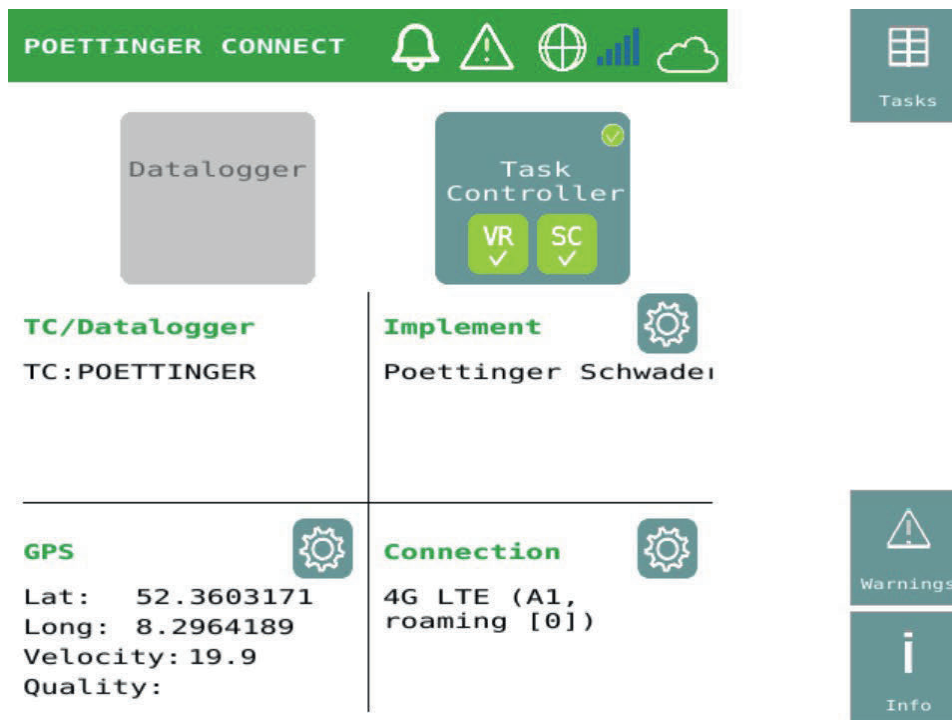 POETTINGER CONNECT
Tasks
Datalogger
Task
Controller
VR
SC
TC/Datalogger
TC:POETTINGER
Implement
Poettinger
GPS
Lat: 52.3603171
Long: 8.2964189
Velocity: 19.9
Quality:
Connection
4G LTE (A1,
roaming [0])
Warnings
i
Info